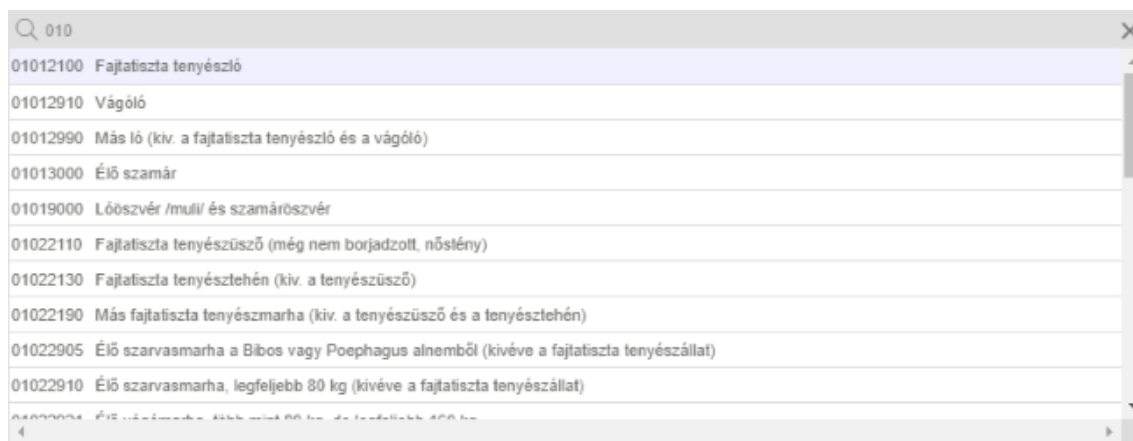 010
01012100 Fajtatiszta tenyészló
01012910 Vágóló
01012990 Más ló (kiv. a fajtatiszta tenyészló és a vágóló)
01013000 Élő szamár
01019000 Lóöszvér /muli/ és szamáröszvér
01022110 Fajtatiszta tenyészüsző (még nem borjadzott, nőstény)
01022130 Fajtatiszta tenyésztehén (kiv. a tenyészüsző)
01022190 Más fajtatiszta tenyészmarha (kiv. a tenyészüsző és a tenyésztehén)
01022905 Élő szarvasmarha a Bibos vagy Poephagus alnemből (kivéve a fajtatiszta tenyészállat)
01022910 Élő szarvasmarha, legfeljebb 80 kg (kivéve a fajtatiszta tenyészállat)